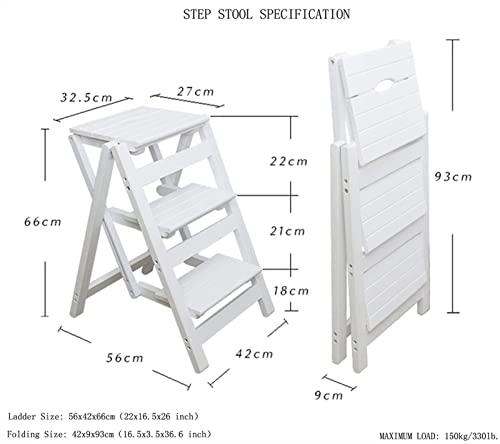 STEP STOOL SPECIFICATION
32.5cm
27cm
22cm
66cm
93cm
21cm
18cm
56cm
42cm
9cm
Ladder Size: 56x42x66cm (22x16.5x26 inch)
Folding Size: 42x9x93cm (16.5x3.5x36.6 inch)
MAXIMUM LOAD: 150kg/330lb.